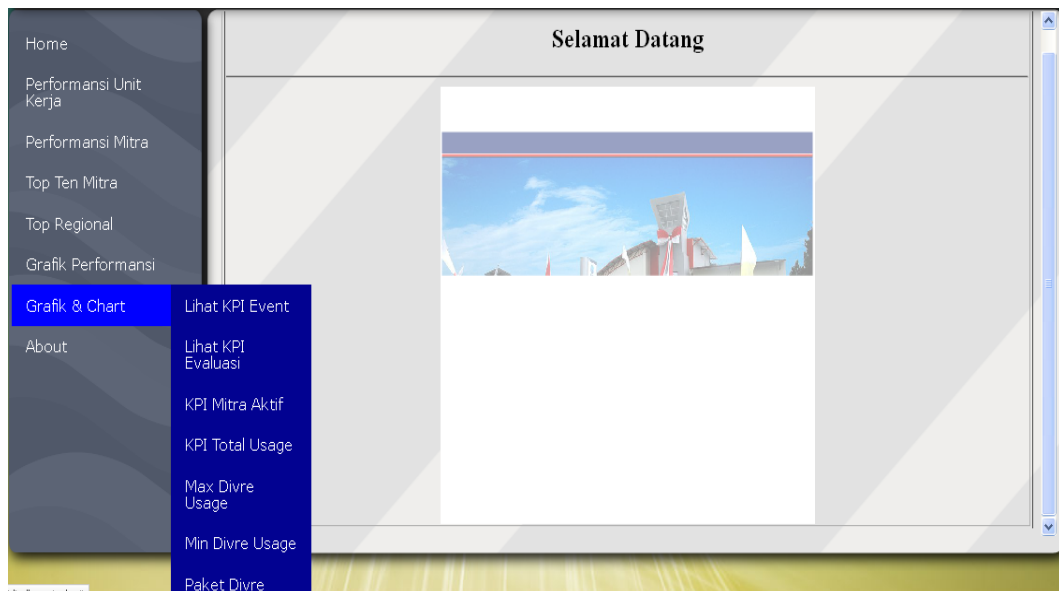 Selamat Datang
Home
Performansi Unit
Kerja
Performansi Mitra
Top Ten Mitra
Top Regional
Grafik Performansi
Grafik & Chart
About
Lihat KPI Event
Lihat KPI
Evaluasi
KPI Mitra Aktif
KPI Total Usage
Max Divre
Usage
Min Divre Usage
Paket Divre